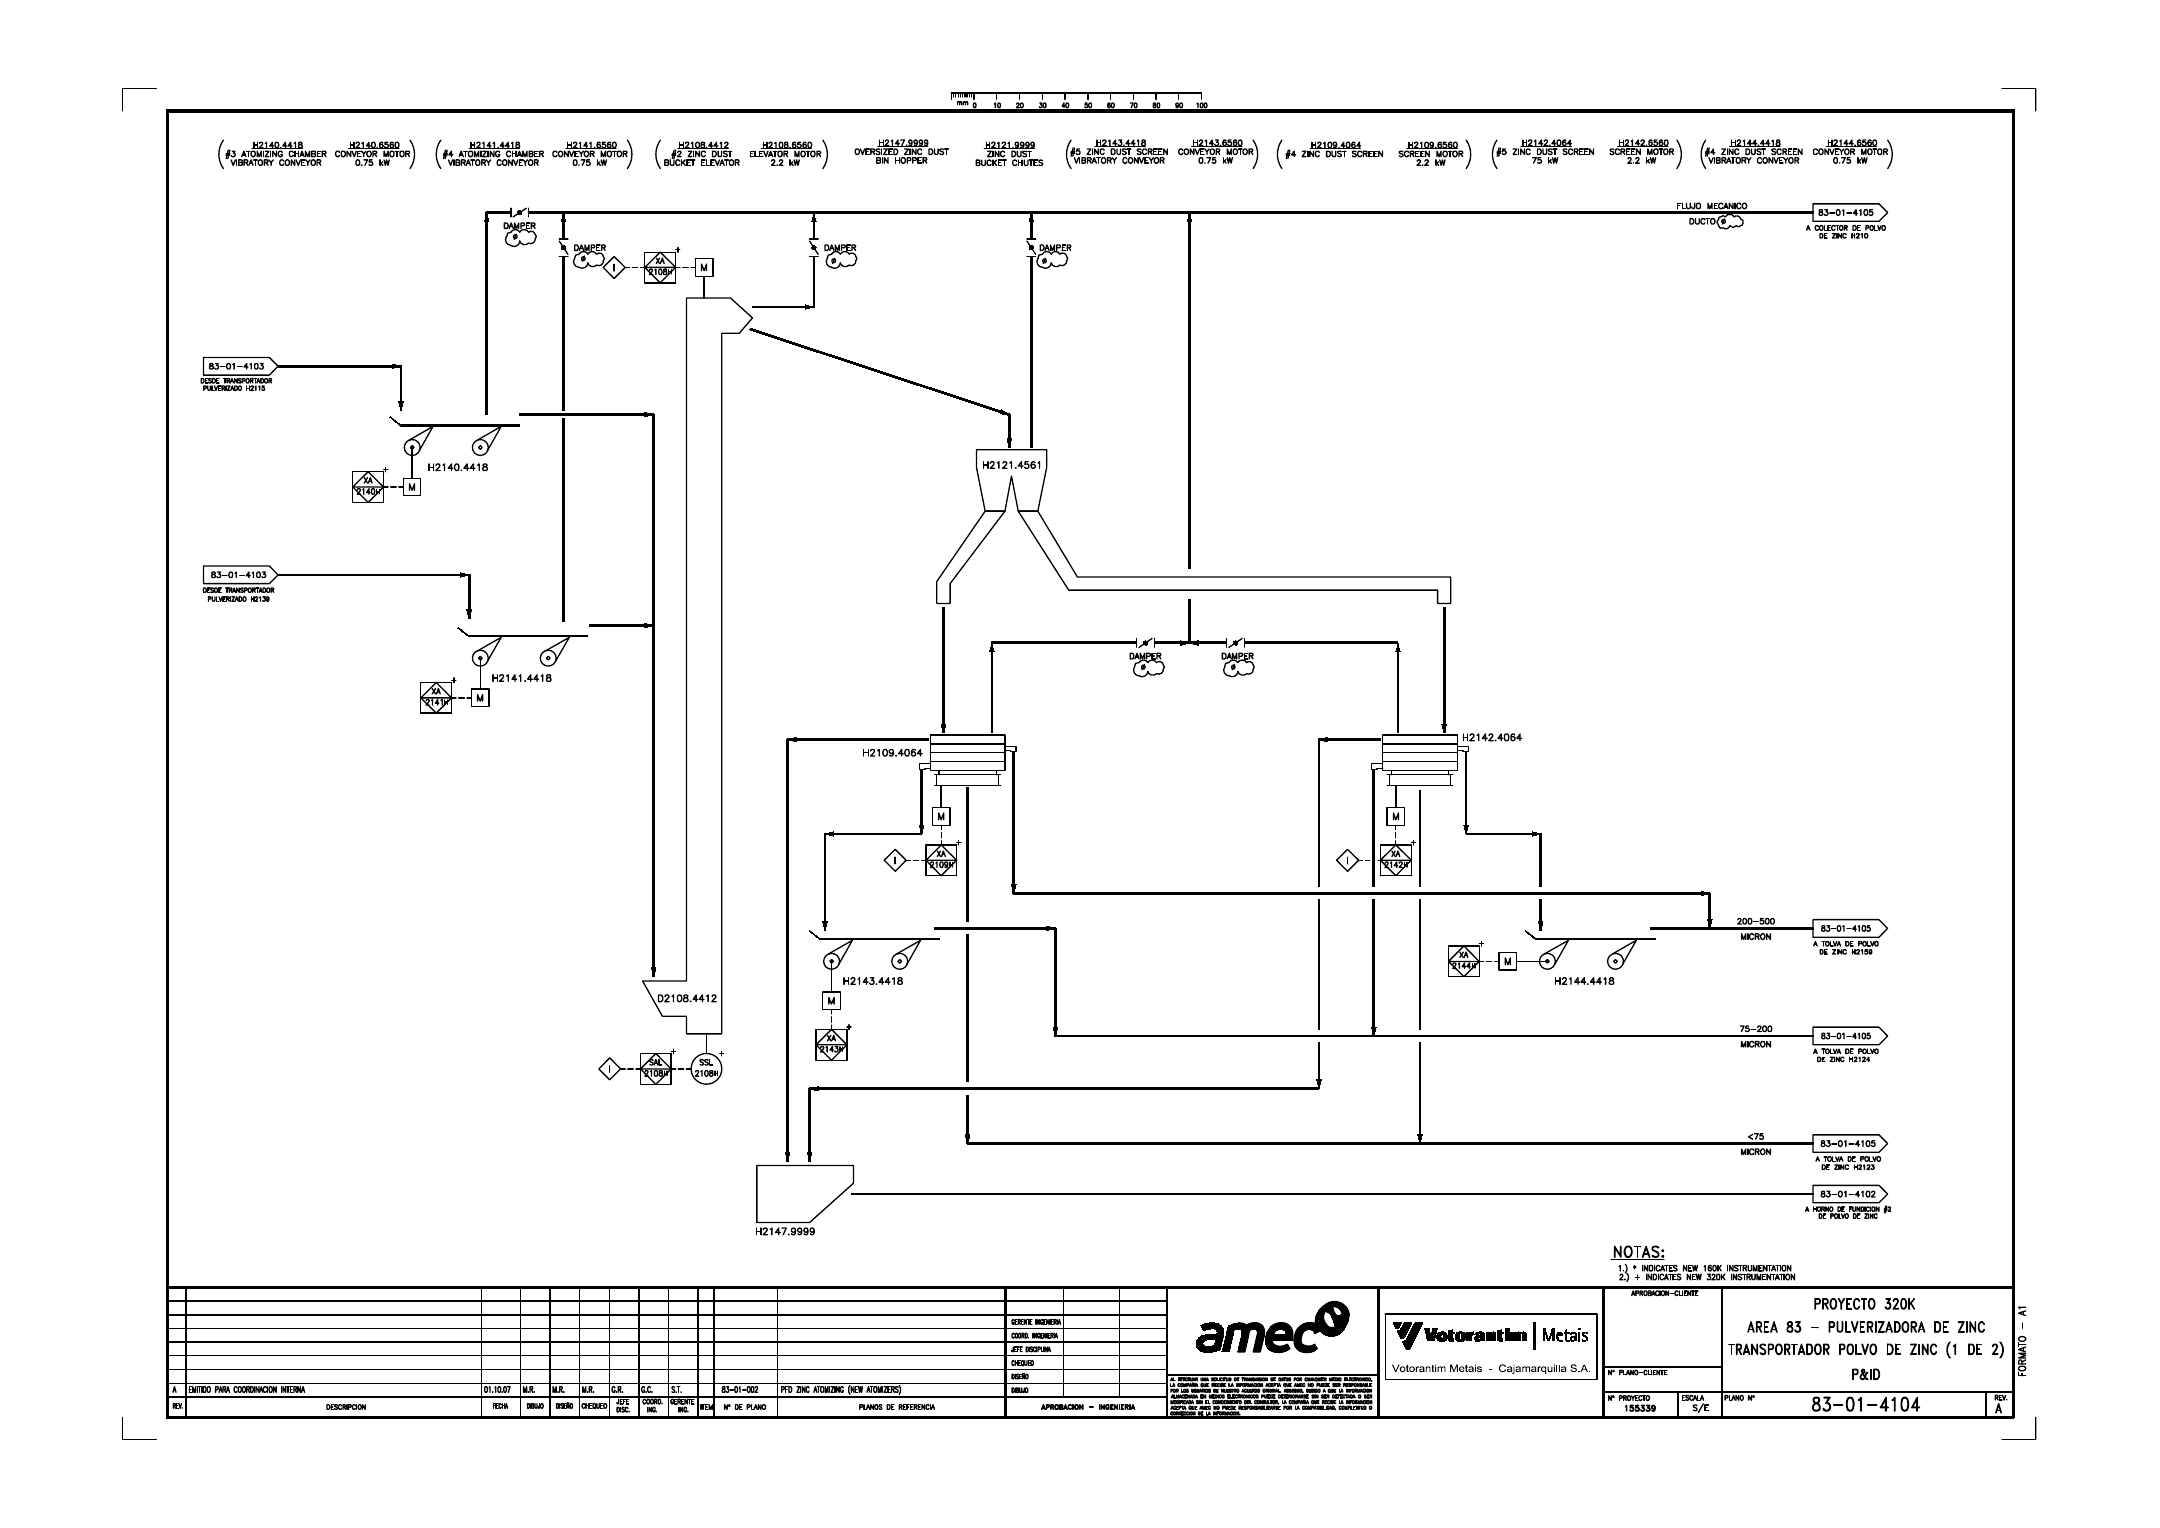 mm 0 10 20 30 40 50 60 70 80 90 100
H2140.4418 H2140.6560
#3 ATOMIZING CHAMBER CONVEYOR MOTOR
VIBRATORY CONVEYOR 0.75 kW
H2141.4418 H2141.6560
#4 ATOMIZING CHAMBER CONVEYOR MOTOR
VIBRATORY CONVEYOR 0.75 kW
H2108.4412 H2108.6560
#2 ZINC DUST ELEVATOR MOTOR
BUCKET ELEVATOR 2.2 kW
H2147.9999
OVERSIZED ZINC DUST
BIN HOPPER
H2121.9999
ZINC DUST
BUCKET CHUTES
H2143.4418 H2143.6560
#5 ZINC DUST SCREEN CONVEYOR MOTOR
VIBRATORY CONVEYOR 0.75 kW
H2109.4064 H2109.6560
#4 ZINC DUST SCREEN SCREEN MOTOR
2.2 kW
H2142.4064 H2142.6560
#5 ZINC DUST SCREEN SCREEN MOTOR
75 kW 2.2 kW
H2144.4418 H2144.6560
#4 ZINC DUST SCREEN CONVEYOR MOTOR
VIBRATORY CONVEYOR 0.75 kW
FLUJO MECANICO
DUCTO ø
83-01-4105
A COLECTOR DE POLVO
DE ZINC H210
DAMPER
ø
DAMPER
ø
DAMPER
ø
DAMPER
ø
I
XA
2108H
+
M
83-01-4103
DESDE TRANSPORTADOR
PULVERIZADO H2115
H2140.4418
XA
2140H
+
M
H2121.4561
83-01-4103
DESDE TRANSPORTADOR
PULVERIZADO H2139
H2141.4418
XA
2141H
+
M
DAMPER
ø
DAMPER
ø
H2109.4064
H2142.4064
M
I
XA
2109H
+
M
I
XA
2142H
+
200-500
MICRON
83-01-4105
A TOLVA DE POLVO
DE ZINC H2159
H2143.4418
M
XA
2143H
+
XA
2144H
+
M
H2144.4418
D2108.4412
I
SAL
2108H
+
SSL
2108H
+
75-200
MICRON
83-01-4105
A TOLVA DE POLVO
DE ZINC H2124
<75
MICRON
83-01-4105
A TOLVA DE POLVO
DE ZINC H2123
83-01-4102
A HORNO DE FUNDICION #2
DE POLVO DE ZINC
H2147.9999
NOTAS:
1.) * INDICATES NEW 160K INSTRUMENTATION
2.) + INDICATES NEW 320K INSTRUMENTATION
A EMITIDO PARA COORDINACION INTERNA 01.10.07 M.R. M.R. M.R. G.R. G.C. S.T. 83-01-002 PFD ZINC ATOMIZING (NEW ATOMIZERS)
REV. DESCRIPCION FECHA DIBUJO DISEÑO CHEQUEO JEFE DISC. COORD. ING. GERENTE ING. ITEM N° DE PLANO PLANOS DE REFERENCIA
GERENTE INGENIERIA
COORD. INGENIERIA
JEFE DISCIPLINA
CHEQUEO
DISEÑO
DIBUJO
APROBACION - INGENIERIA
amec
Votorantim | Metais
Votorantim Metais - Cajamarquilla S.A.
APROBACION-CLIENTE
N° PLANO-CLIENTE
N° PROYECTO
155339
ESCALA
S/E
PROYECTO 320K
AREA 83 - PULVERIZADORA DE ZINC
TRANSPORTADOR POLVO DE ZINC (1 DE 2)
P&ID
PLANO N°
83-01-4104
REV.
A
FORMATO - A1